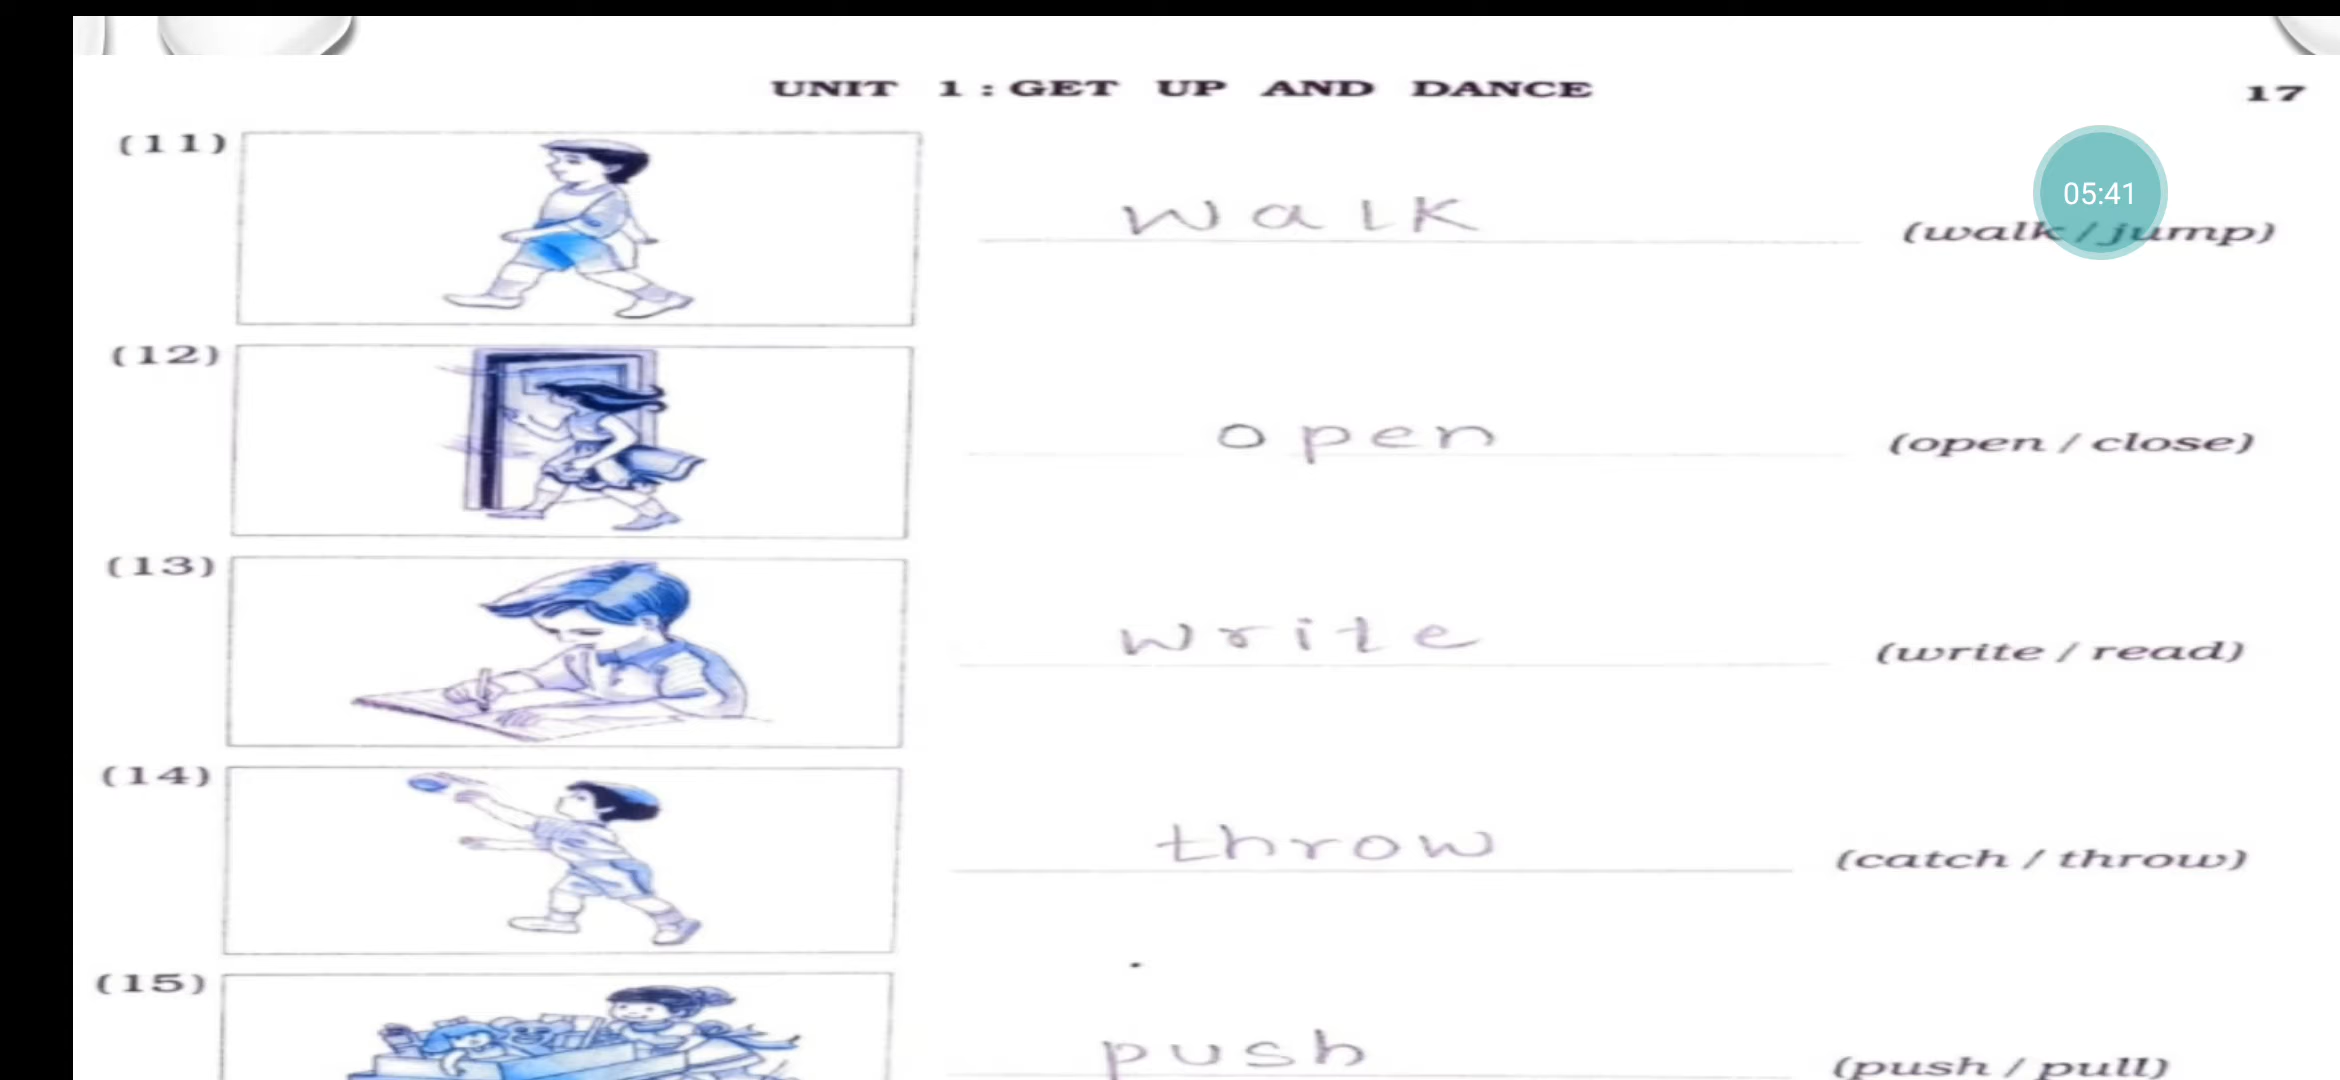 UNIT 1 : GET UP AND DANCE 17
(11) walk (walk / jump)
05:41
(12) open (open / close)
(13) write (write / read)
(14) throw (catch / throw)
(15) push (push / pull)